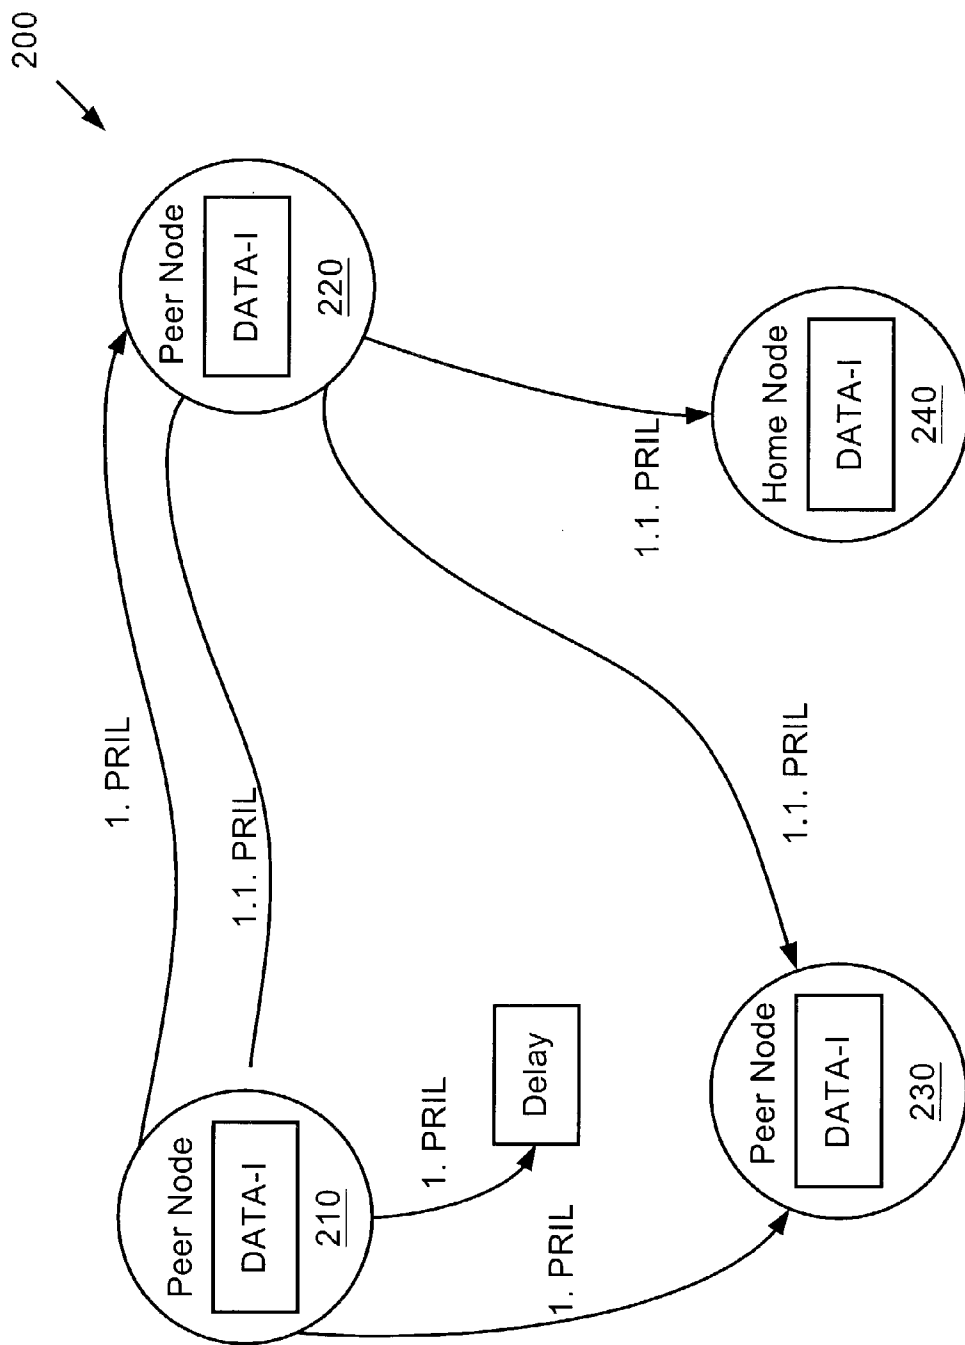 200
Peer Node
DATA-I
210
1. PRIL
1.1. PRIL
Peer Node
DATA-I
220
1. PRIL
Delay
1. PRIL
1.1. PRIL
1.1. PRIL
Peer Node
DATA-I
230
Home Node
DATA-I
240